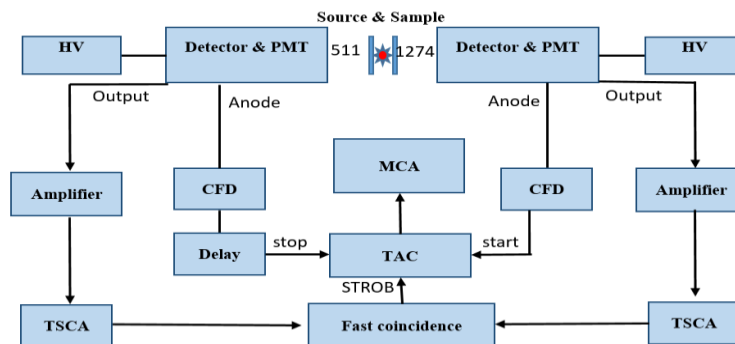 Source & Sample
HV
Detector & PMT
511
1274
Detector & PMT
HV
Output
Anode
Anode
Output
MCA
Amplifier
CFD
CFD
Amplifier
Delay
stop
TAC
start
STROB
TSCA
Fast coincidence
TSCA